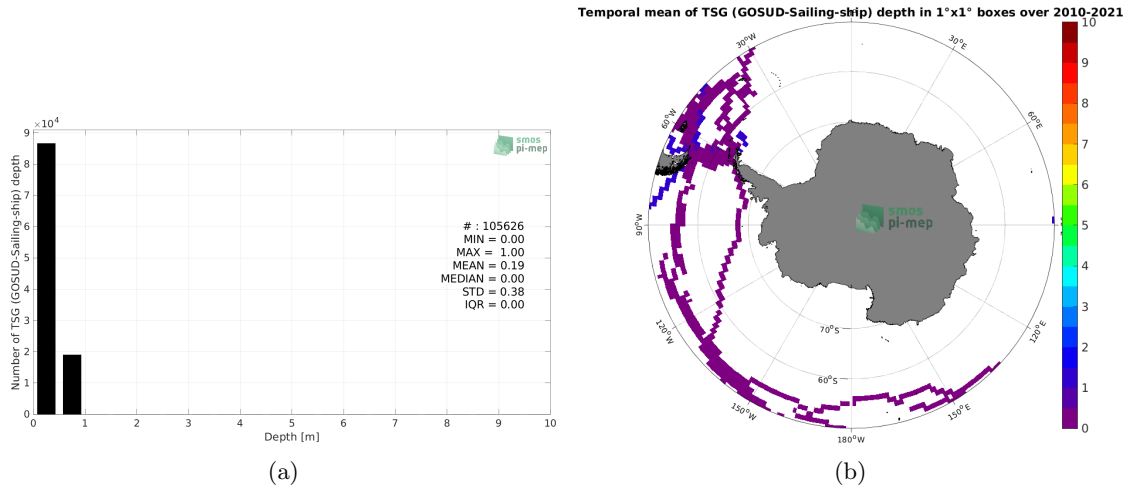 Temporal mean of TSG (GOSUD-Sailing-ship) depth in 1°x1° boxes over 2010-2021
×10⁴
9
8
7
6
5
4
3
2
1
0
Number of TSG (GOSUD-Sailing-ship) depth
smos
pi-mep
# : 105626
MIN = 0.00
MAX = 1.00
MEAN = 0.19
MEDIAN = 0.00
STD = 0.38
IQR = 0.00
0 1 2 3 4 5 6 7 8 9 10
Depth [m]
(a)
30°W
30°E
60°W
60°E
90°W
smos
pi-mep
120°W
120°E
70°S
60°S
150°W
150°E
180°W
10
9
8
7
6
5
4
3
2
1
0
(b)